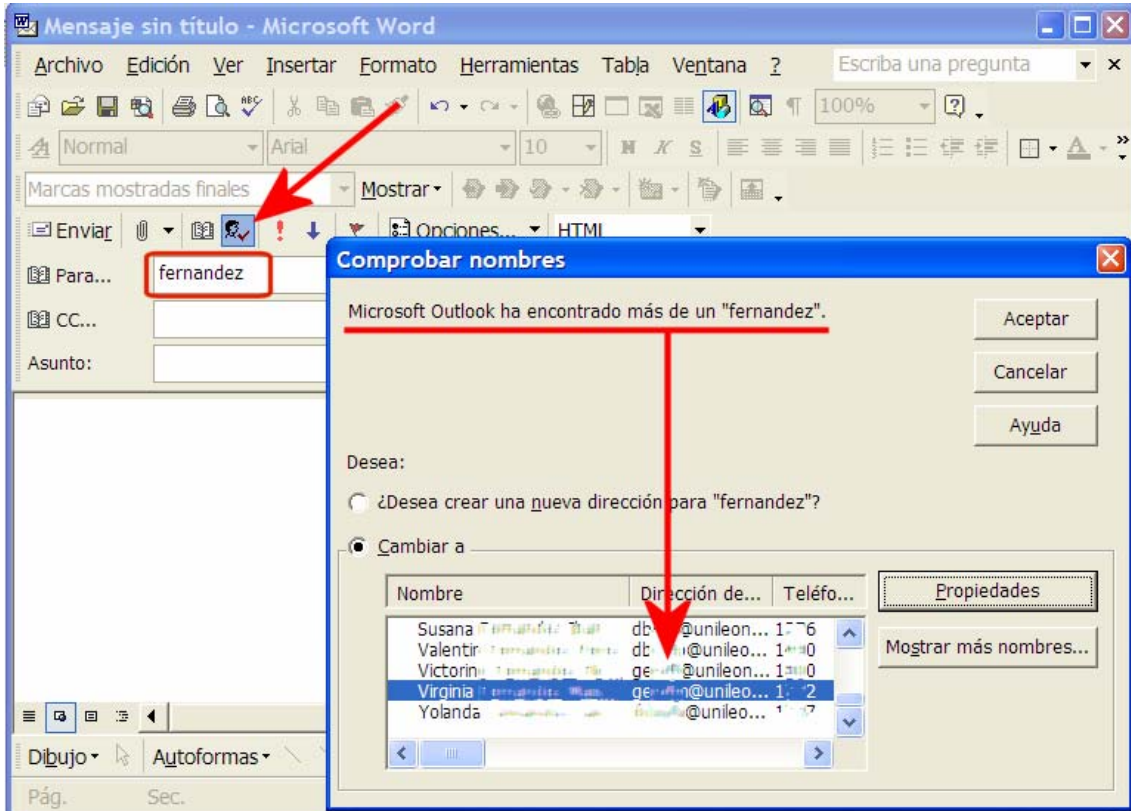 Mensaje sin título - Microsoft Word
Archivo Edición Ver Insertar Formato Herramientas Tabla Ventana ? Escriba una pregunta
100%
Normal Arial 10 N K S
Marcas mostradas finales Mostrar
Enviar Opciones... HTML
Para... fernandez
CC...
Asunto:
Comprobar nombres
Microsoft Outlook ha encontrado más de un "fernandez".
Aceptar
Cancelar
Ayuda
Desea:
¿Desea crear una nueva dirección para "fernandez"?
Cambiar a
Nombre Dirección de... Teléfo...
Susana @unileon...
Valentin @unileo...
Victorin @unileon...
Virginia @unileo...
Yolanda @unileo...
Propiedades
Mostrar más nombres...
Dibujo Autoformas
Pág. Sec.